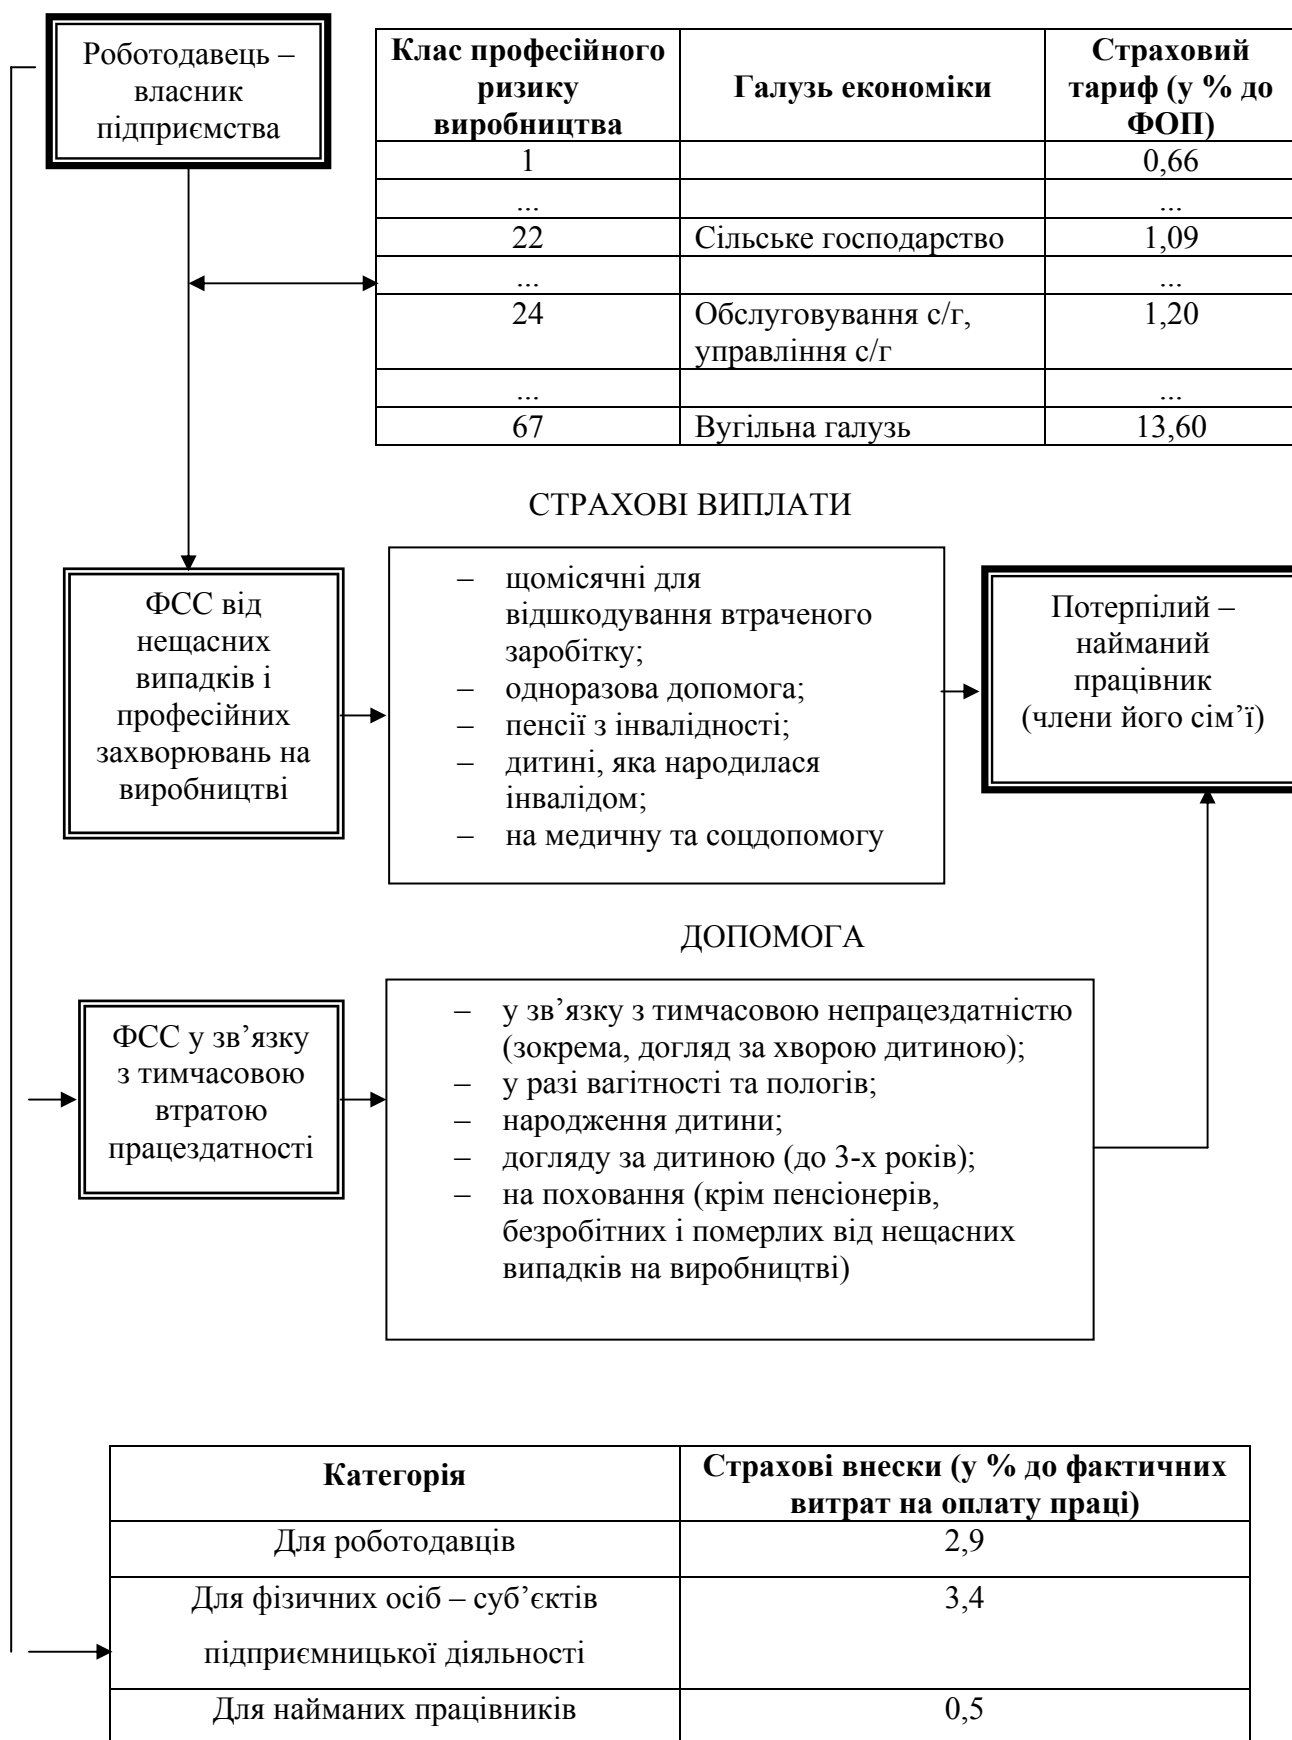 Роботодавець –
власник
підприємства
Клас професійного
ризику
виробництва
Галузь економіки
Страховий
тариф (у % до
ФОП)
1
0,66
...
...
22
Сільське господарство
1,09
...
...
24
Обслуговування с/г,
управління с/г
1,20
...
...
67
Вугільна галузь
13,60
СТРАХОВІ ВИПЛАТИ
ФСС від
нещасних
випадків і
професійних
захворювань на
виробництві
– щомісячні для
відшкодування втраченого
заробітку;
– одноразова допомога;
– пенсії з інвалідності;
– дитині, яка народилася
інвалідом;
– на медичну та соцдопомогу
Потерпілий –
найманий
працівник
(члени його сім’ї)
ДОПОМОГА
ФСС у зв’язку
з тимчасовою
втратою
працездатності
– у зв’язку з тимчасовою непрацездатністю
(зокрема, догляд за хворою дитиною);
– у разі вагітності та пологів;
– народження дитини;
– догляду за дитиною (до 3-х років);
– на поховання (крім пенсіонерів,
безробітних і померлих від нещасних
випадків на виробництві)
Категорія
Страхові внески (у % до фактичних
витрат на оплату праці)
Для роботодавців
2,9
Для фізичних осіб – суб’єктів
підприємницької діяльності
3,4
Для найманих працівників
0,5